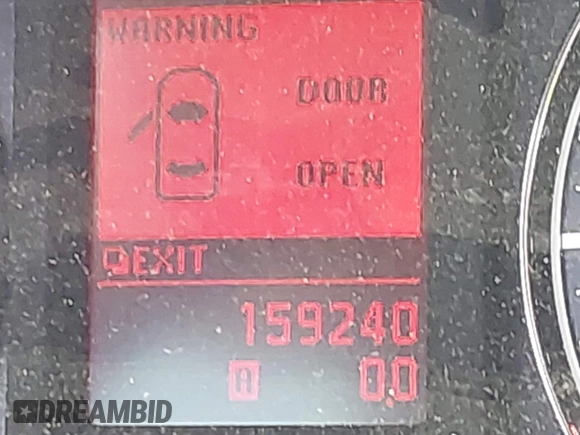 WARNING
DOOR
OPEN
EXIT
159240
A 0.0
DREAMBID